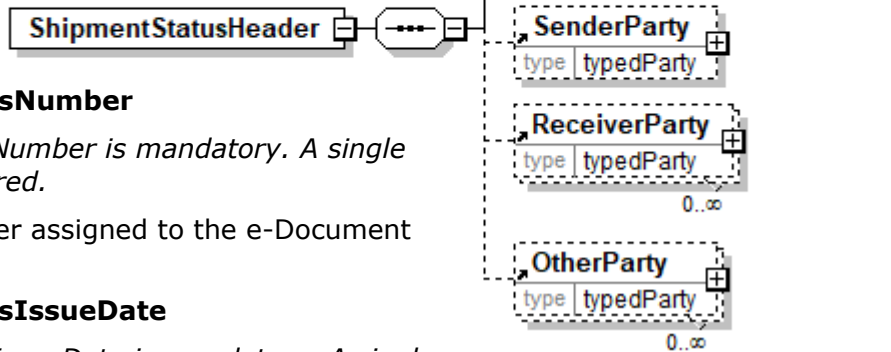 ShipmentStatusHeader
SenderParty
type typedParty
sNumber
Number is mandatory. A single
red.
er assigned to the e-Document
sIssueDate
ReceiverParty
type typedParty
0..∞
OtherParty
type typedParty
0..∞